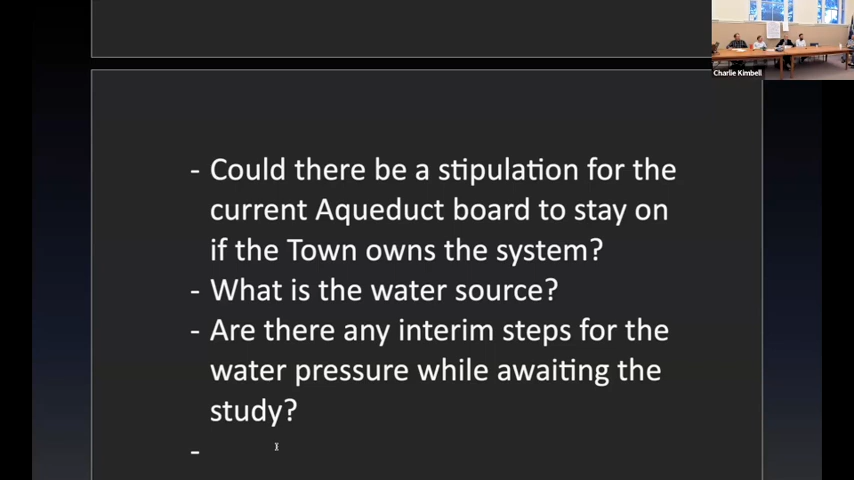 Charlie Kimbell
- Could there be a stipulation for the
current Aqueduct board to stay on
if the Town owns the system?
- What is the water source?
- Are there any interim steps for the
water pressure while awaiting the
study?
-